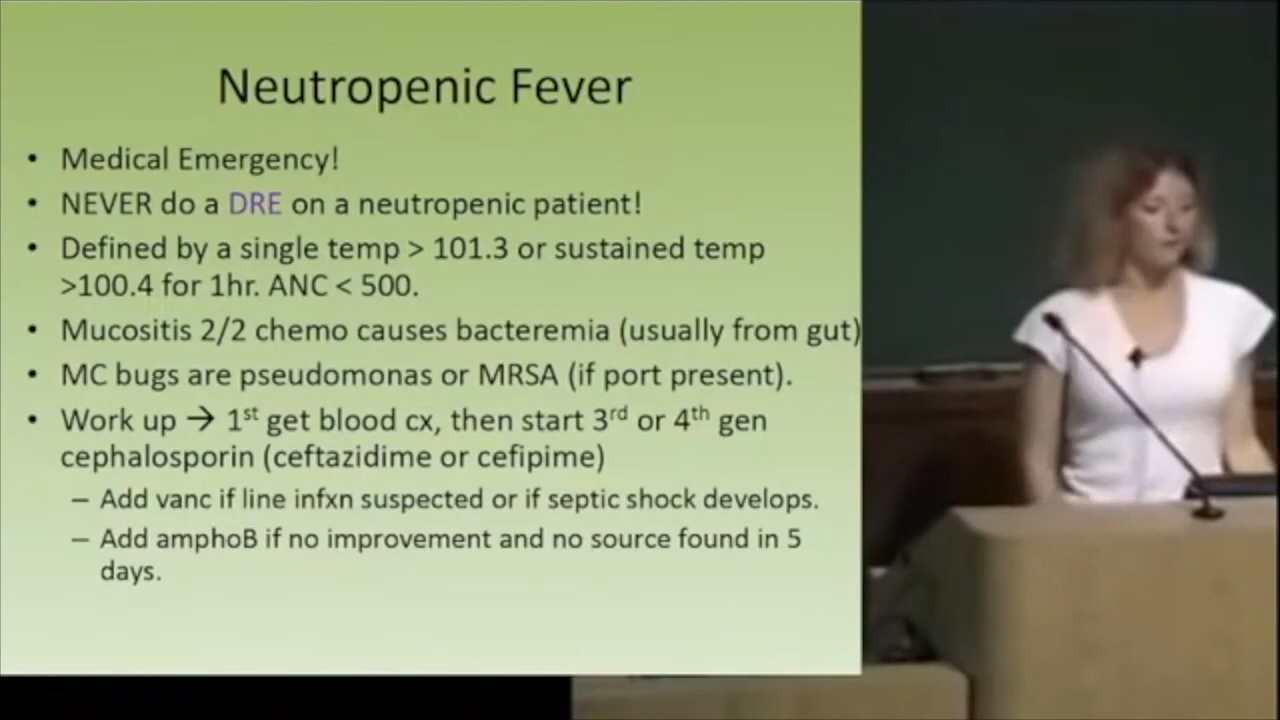 Neutropenic Fever
• Medical Emergency!
• NEVER do a DRE on a neutropenic patient!
• Defined by a single temp > 101.3 or sustained temp
>100.4 for 1hr. ANC < 500.
• Mucositis 2/2 chemo causes bacteremia (usually from gut)
• MC bugs are pseudomonas or MRSA (if port present).
• Work up → 1st get blood cx, then start 3rd or 4th gen
cephalosporin (ceftazidime or cefipime)
– Add vanc if line infxn suspected or if septic shock develops.
– Add amphoB if no improvement and no source found in 5
days.